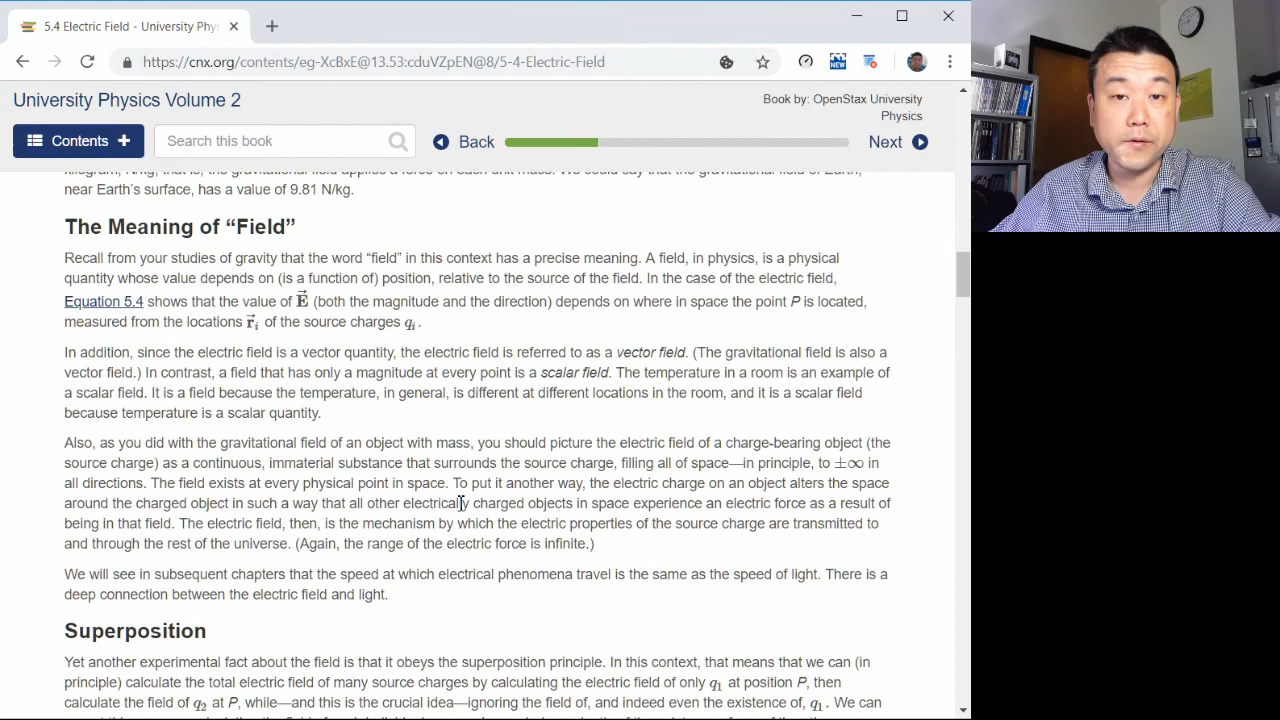 5.4 Electric Field - University Phys
https://cnx.org/contents/eg-XcBxE@13.53:cduVZpEN@8/5-4-Electric-Field
NEW
University Physics Volume 2
Book by: OpenStax University
Physics
Contents +
Search this book
Back
Next
kilogram, N/kg, that is, the gravitational field applies a force on each unit mass. We could say that the gravitational field of Earth,
near Earth's surface, has a value of 9.81 N/kg.
The Meaning of “Field”
Recall from your studies of gravity that the word “field” in this context has a precise meaning. A field, in physics, is a physical
quantity whose value depends on (is a function of) position, relative to the source of the field. In the case of the electric field,
Equation 5.4 shows that the value of E⃗ (both the magnitude and the direction) depends on where in space the point P is located,
measured from the locations r⃗ᵢ of the source charges qᵢ.
In addition, since the electric field is a vector quantity, the electric field is referred to as a vector field. (The gravitational field is also a
vector field.) In contrast, a field that has only a magnitude at every point is a scalar field. The temperature in a room is an example of
a scalar field. It is a field because the temperature, in general, is different at different locations in the room, and it is a scalar field
because temperature is a scalar quantity.
Also, as you did with the gravitational field of an object with mass, you should picture the electric field of a charge-bearing object (the
source charge) as a continuous, immaterial substance that surrounds the source charge, filling all of space—in principle, to ±∞ in
all directions. The field exists at every physical point in space. To put it another way, the electric charge on an object alters the space
around the charged object in such a way that all other electrically charged objects in space experience an electric force as a result of
being in that field. The electric field, then, is the mechanism by which the electric properties of the source charge are transmitted to
and through the rest of the universe. (Again, the range of the electric force is infinite.)
We will see in subsequent chapters that the speed at which electrical phenomena travel is the same as the speed of light. There is a
deep connection between the electric field and light.
Superposition
Yet another experimental fact about the field is that it obeys the superposition principle. In this context, that means that we can (in
principle) calculate the total electric field of many source charges by calculating the electric field of only q₁ at position P, then
calculate the field of q₂ at P, while—and this is the crucial idea—ignoring the field of, and indeed even the existence of, q₁. We can